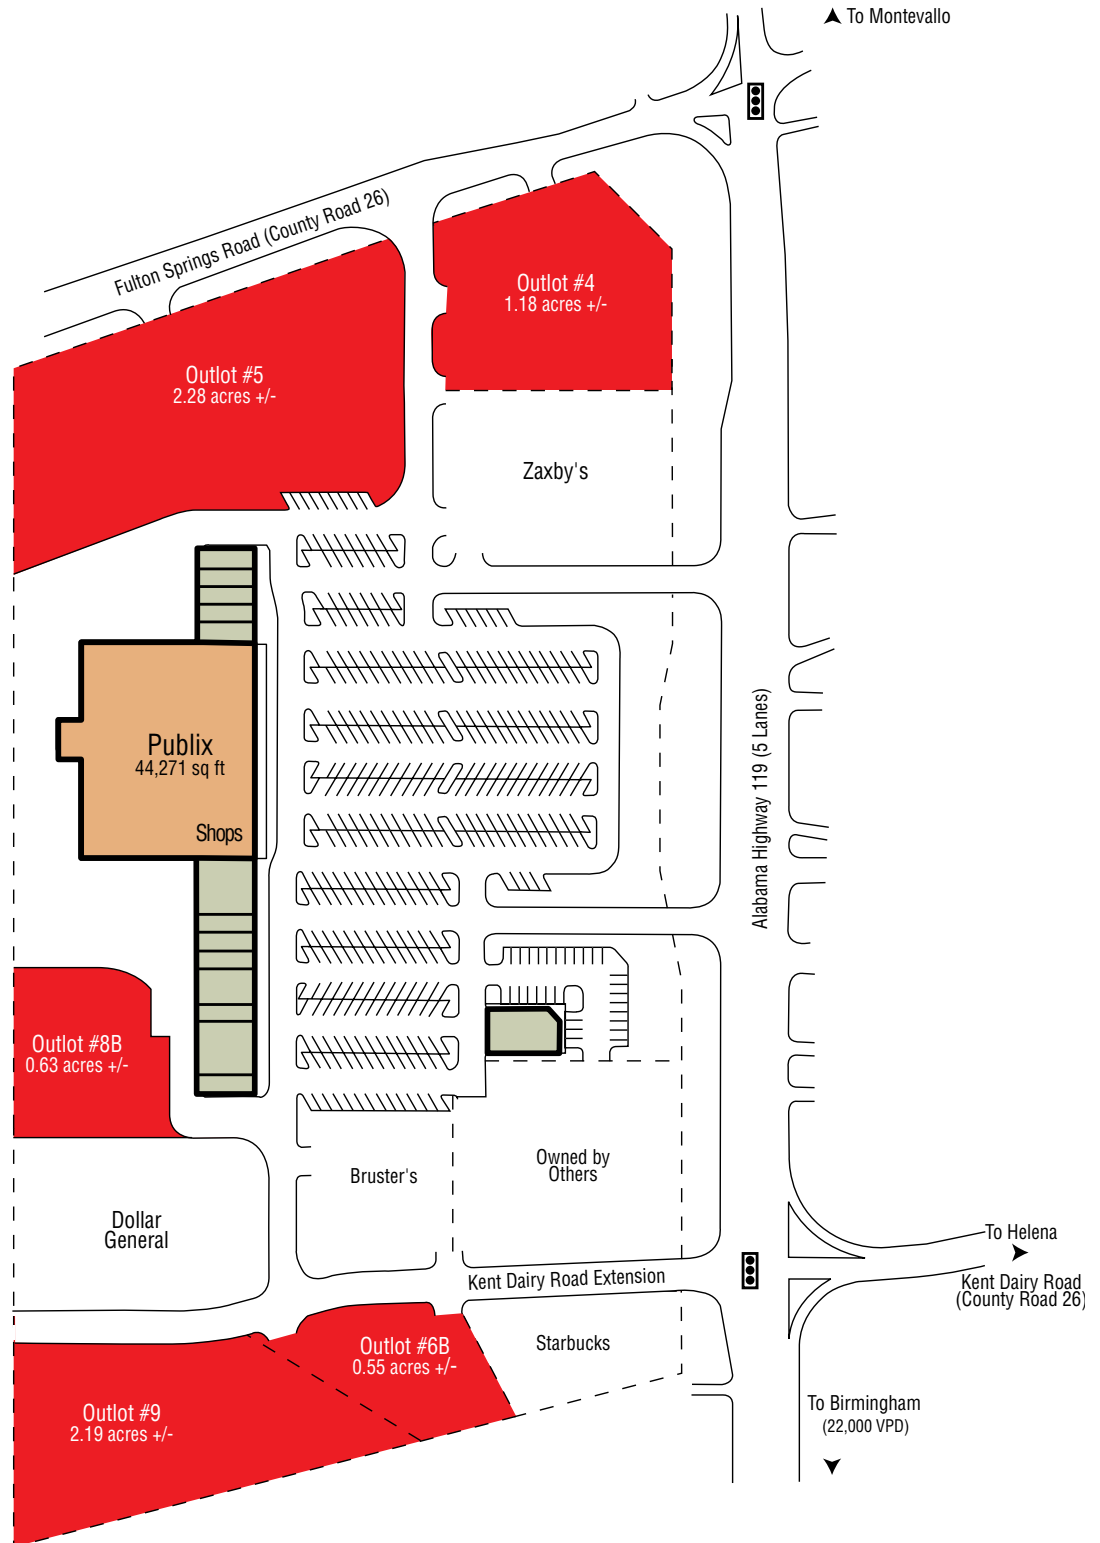 To Montevallo
Fulton Springs Road (County Road 26)
Outlot #4
1.18 acres +/-
Outlot #5
2.28 acres +/-
Zaxby's
Publix
44,271 sq ft
Shops
Alabama Highway 119 (5 Lanes)
Outlot #8B
0.63 acres +/-
Bruster's
Owned by
Others
Dollar
General
To Helena
Kent Dairy Road
(County Road 26)
Kent Dairy Road Extension
Outlot #6B
0.55 acres +/-
Starbucks
Outlot #9
2.19 acres +/-
To Birmingham
(22,000 VPD)